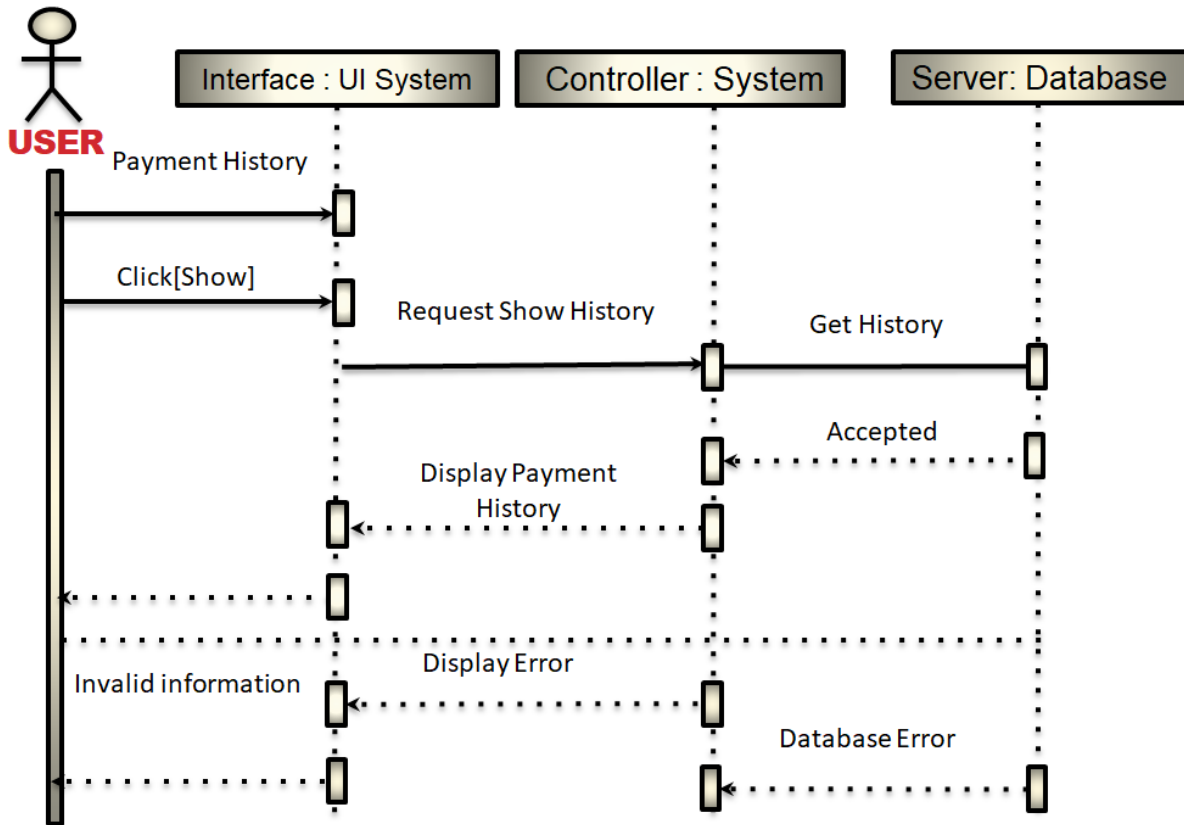 Interface : UI System
Controller : System
Server: Database
USER
Payment History
Click[Show]
Request Show History
Get History
Accepted
Display Payment
History
Display Error
Invalid information
Database Error